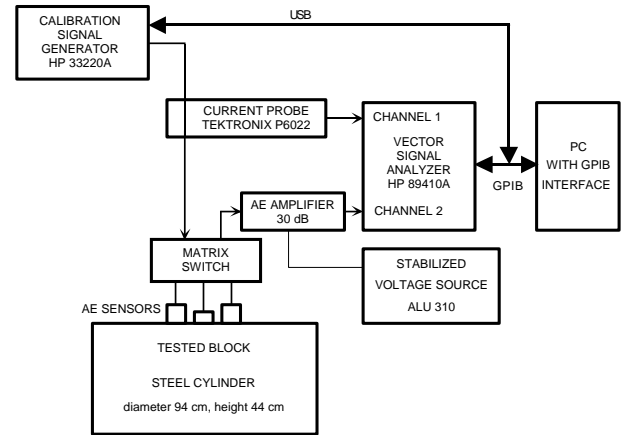 CALIBRATION
SIGNAL
GENERATOR
HP 33220A
USB
CURRENT PROBE
TEKTRONIX P6022
CHANNEL 1
VECTOR
SIGNAL
ANALYZER
HP 89410A
CHANNEL 2
GPIB
PC
WITH GPIB
INTERFACE
AE AMPLIFIER
30 dB
MATRIX
SWITCH
STABILIZED
VOLTAGE SOURCE
ALU 310
AE SENSORS
TESTED BLOCK
STEEL CYLINDER
diameter 94 cm, height 44 cm